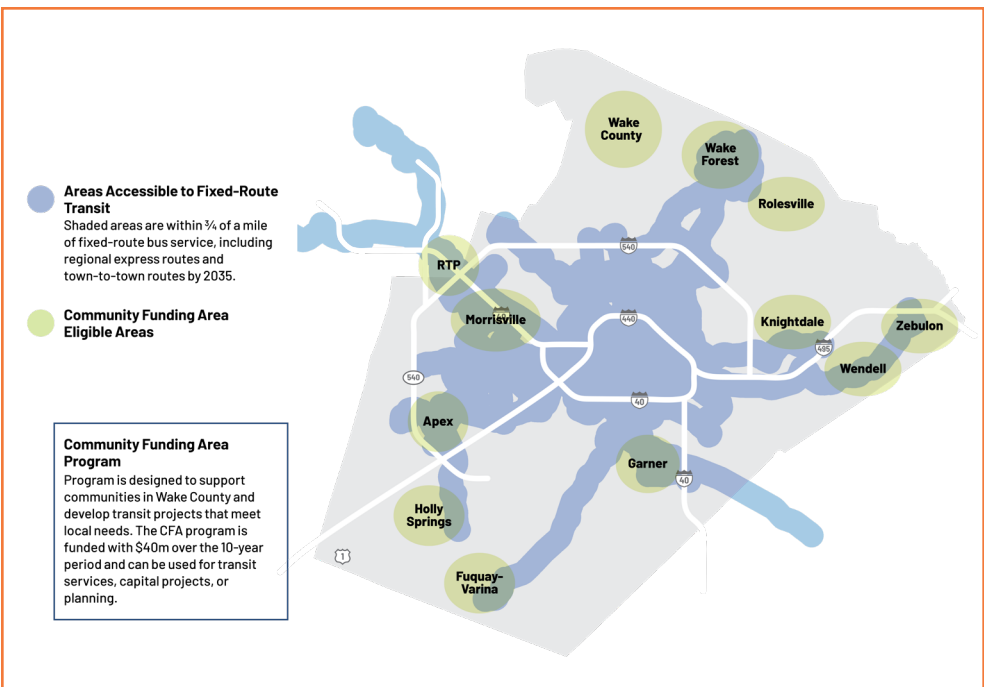 Areas Accessible to Fixed-Route
Transit
Shaded areas are within ¾ of a mile
of fixed-route bus service, including
regional express routes and
town-to-town routes by 2035.
Community Funding Area
Eligible Areas
Community Funding Area
Program
Program is designed to support
communities in Wake County and
develop transit projects that meet
local needs. The CFA program is
funded with $40m over the 10-year
period and can be used for transit
services, capital projects, or
planning.
Wake
County
Wake
Forest
Rolesville
540
RTP
Morrisville
440
Knightdale
Zebulon
495
Wendell
540
40
Apex
Garner
40
Holly
Springs
1
Fuquay-
Varina